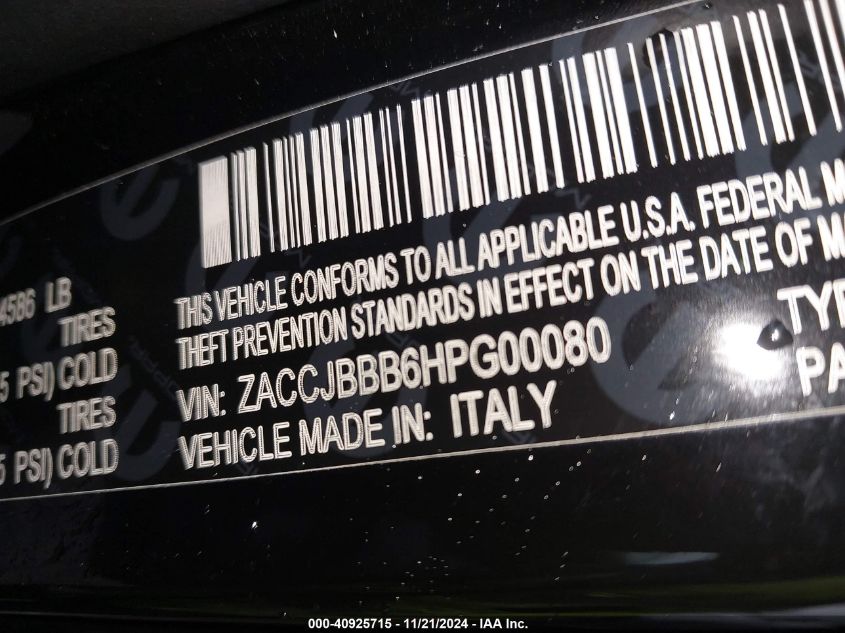 4586 LB
TIRES
5 PSI) COLD
TIRES
5 PSI) COLD
THIS VEHICLE CONFORMS TO ALL APPLICABLE U.S.A. FEDERAL M
THEFT PREVENTION STANDARDS IN EFFECT ON THE DATE OF MA
VIN: ZACCJBBB6HPG00080
VEHICLE MADE IN: ITALY
TYP
PA
000-40925715 - 11/21/2024 - IAA Inc.